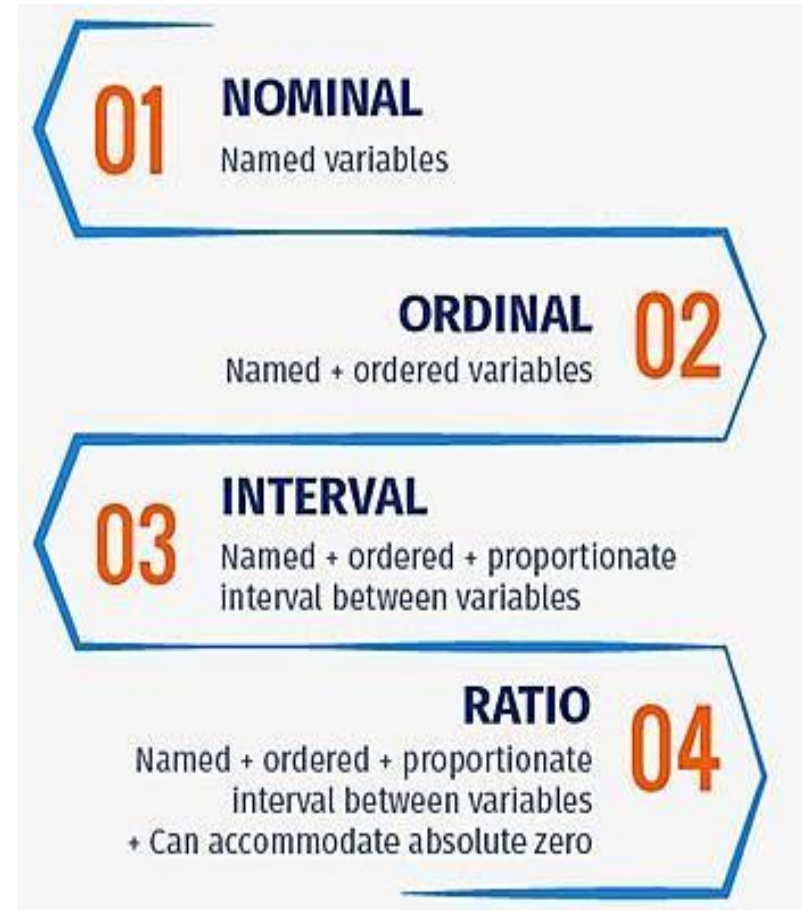 01
NOMINAL
Named variables
ORDINAL
02
Named + ordered variables
INTERVAL
03
Named + ordered + proportionate
interval between variables
RATIO
04
Named + ordered + proportionate
interval between variables
+ Can accommodate absolute zero